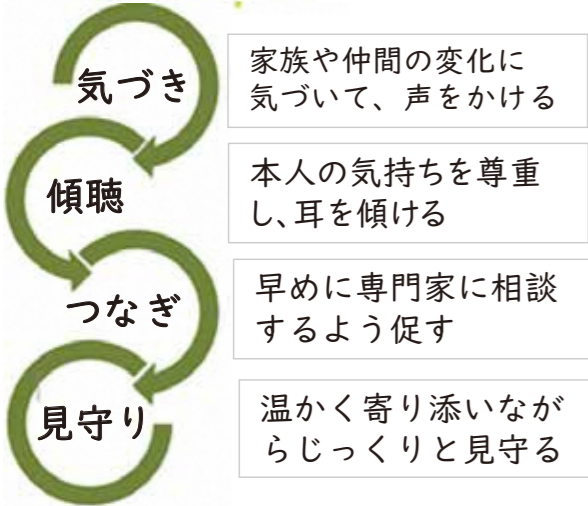 気づき
家族や仲間の変化に
気づいて、声をかける
傾聴
本人の気持ちを尊重
し、耳を傾ける
つなぎ
早めに専門家に相談
するよう促す
見守り
温かく寄り添いなが
らじっくりと見守る